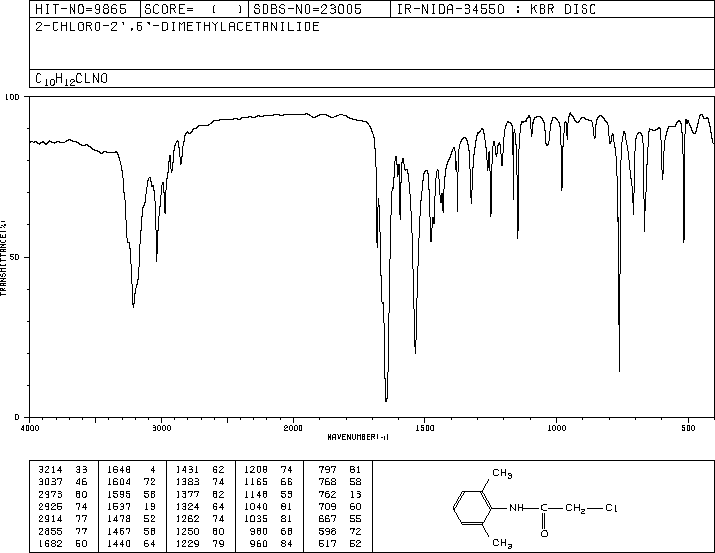 HIT-NO=9865 SCORE= ( ) SDBS-NO=23005 IR-NIDA-34550 : KBR DISC
2-CHLORO-2',6'-DIMETHYLACETANILIDE
C10H12CLNO
100
50
0
TRANSMITTANCE(%)
4000 3000 2000 1500 1000 500
WAVENUMBER(-1)
3214 33 1648 4 1431 62 1208 74 797 81
3037 46 1604 72 1383 74 1165 66 768 58
2973 60 1595 58 1377 62 1148 53 762 13
2925 74 1537 19 1324 64 1040 81 709 60
2914 77 1478 52 1262 74 1035 81 667 55
2855 77 1467 58 1250 60 980 68 598 72
1682 50 1440 64 1229 79 960 84 517 52
CH3
NH C CH2 Cl
O
CH3